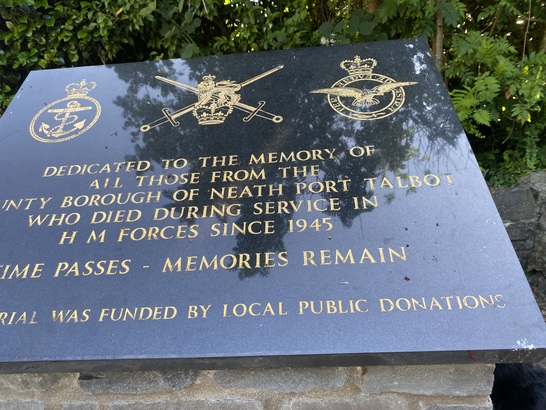 DEDICATED TO THE MEMORY OF
ALL THOSE FROM THE
UNTY BOROUGH OF NEATH PORT TALBOT
WHO DIED DURING SERVICE IN
H M FORCES SINCE 1945
TIME PASSES - MEMORIES REMAIN
RIAL WAS FUNDED BY LOCAL PUBLIC DONATIONS